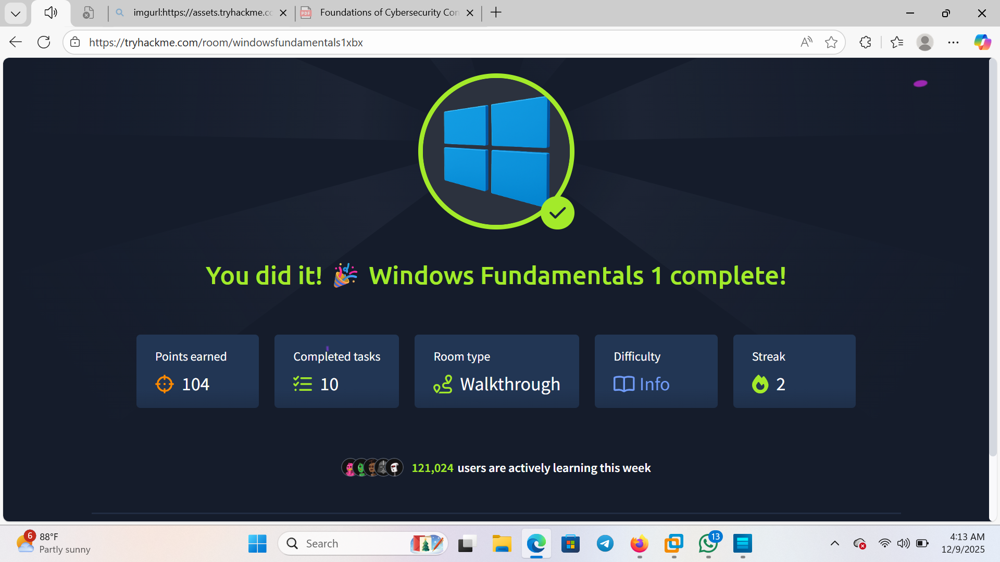 imgurl:https://assets.tryhackme.cc
Foundations of Cybersecurity Con
https://tryhackme.com/room/windowsfundamentals1xbx
You did it! 🎉 Windows Fundamentals 1 complete!
Points earned
104
Completed tasks
10
Room type
Walkthrough
Difficulty
Info
Streak
2
121,024 users are actively learning this week
6
88°F
Partly sunny
Search
13
4:13 AM
12/9/2025